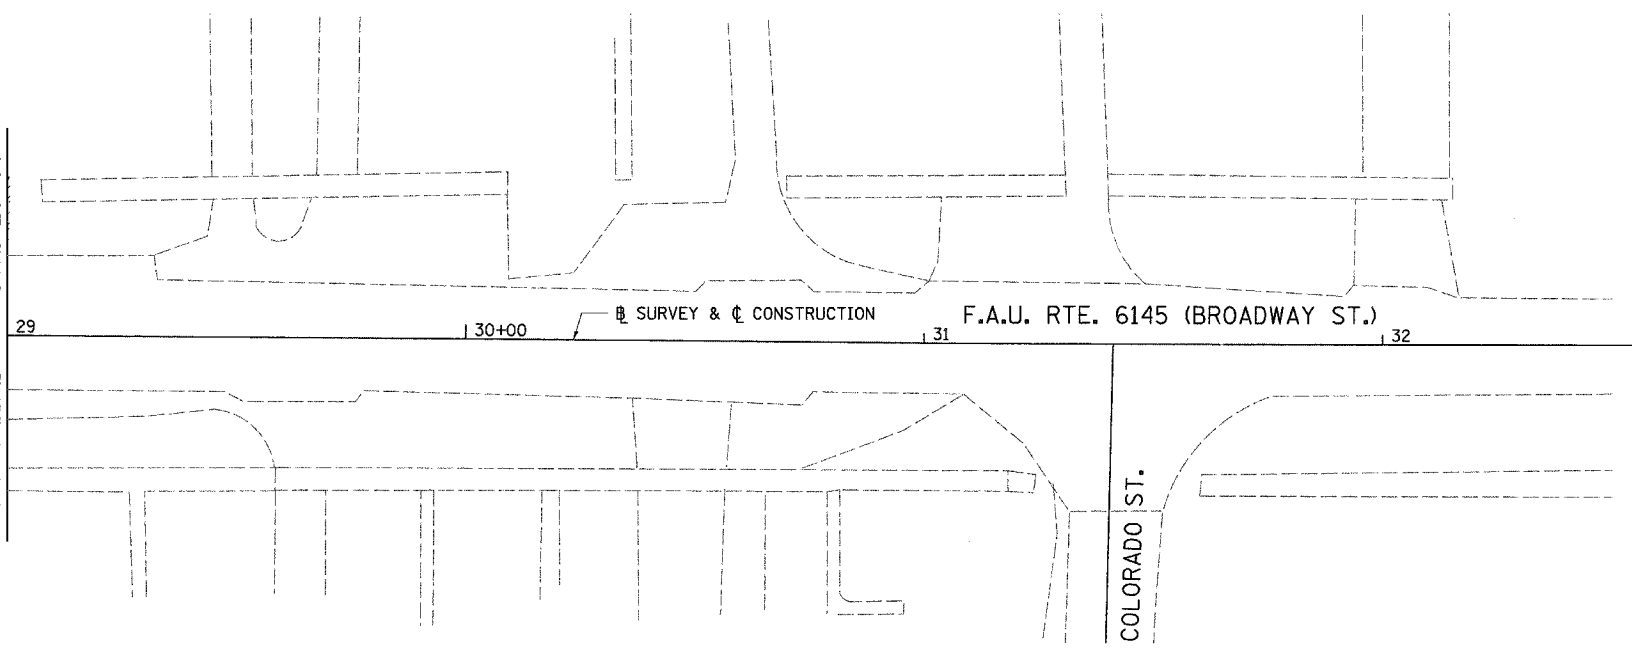 ℄ SURVEY & ℄ CONSTRUCTION
F.A.U. RTE. 6145 (BROADWAY ST.)
29
30+00
31
32
COLORADO ST.